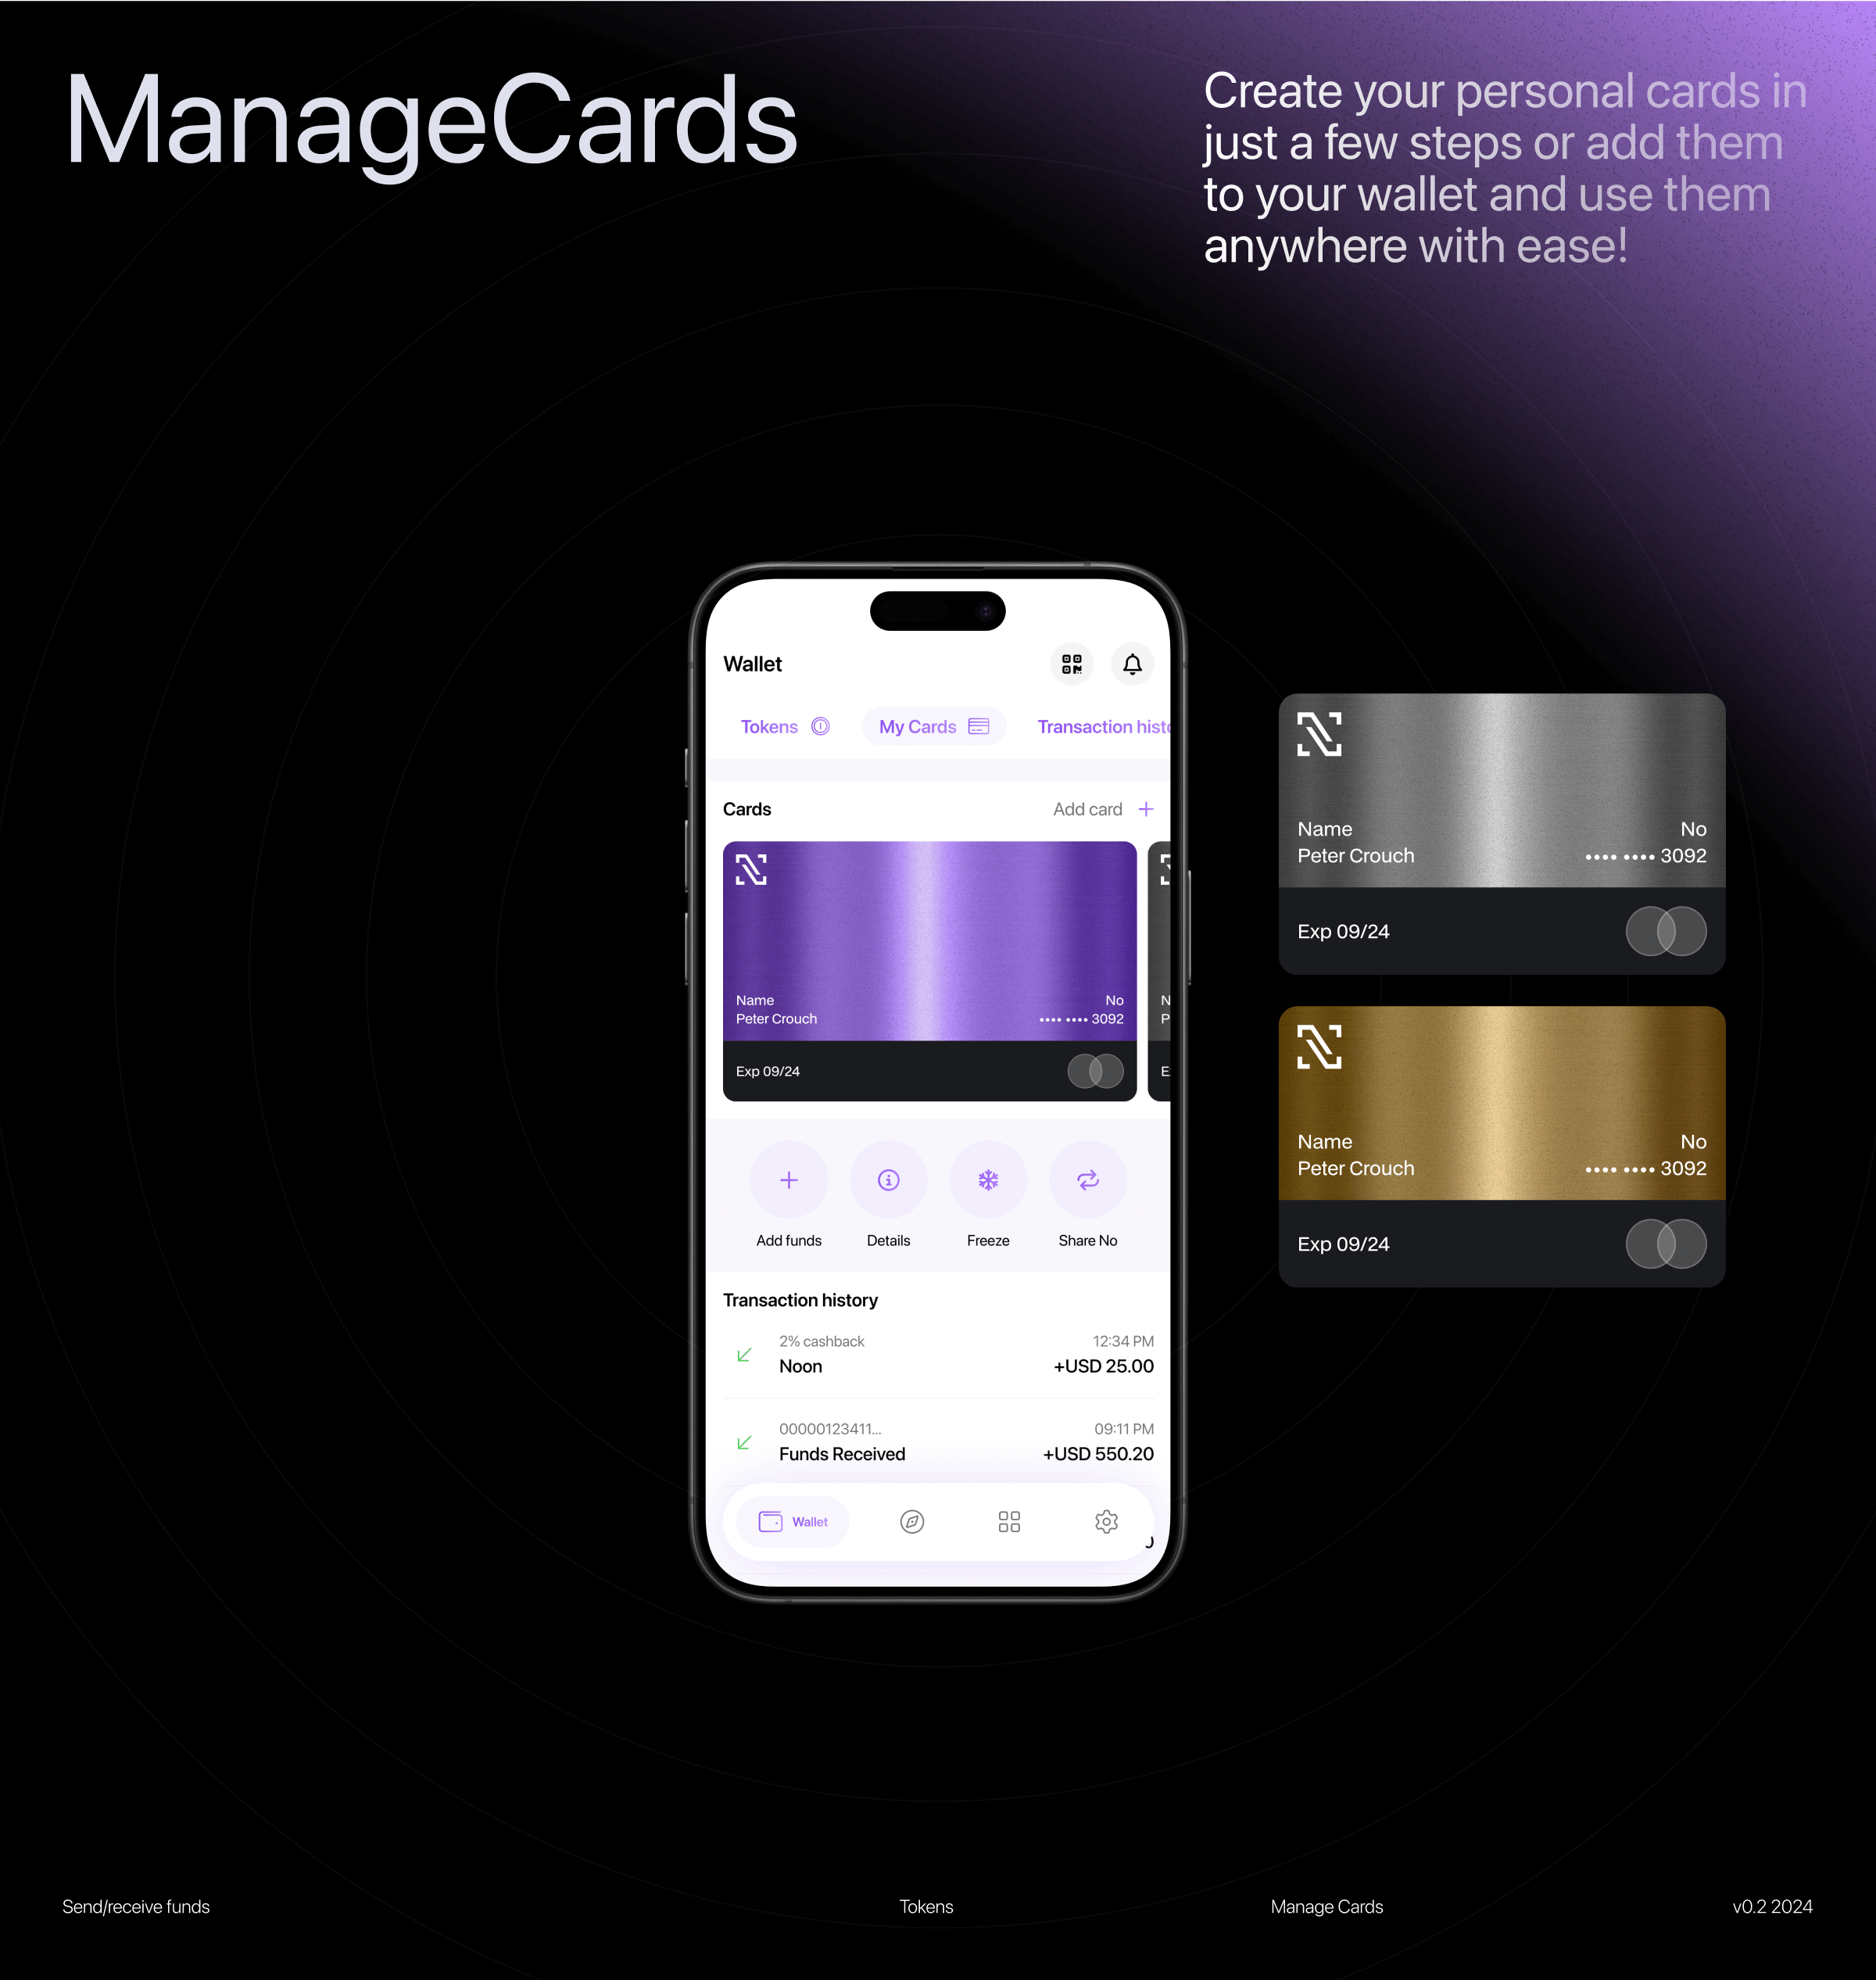 ManageCards
Create your personal cards in
just a few steps or add them
to your wallet and use them
anywhere with ease!
Wallet
Tokens My Cards Transaction histo
Cards Add card
Name No
Peter Crouch •••• •••• 3092
Exp 09/24
N
P
E
Add funds Details Freeze Share No
Transaction history
2% cashback 12:34 PM
Noon +USD 25.00
00000123411... 09:11 PM
Funds Received +USD 550.20
Wallet
Name No
Peter Crouch •••• •••• 3092
Exp 09/24
Name No
Peter Crouch •••• •••• 3092
Exp 09/24
Send/receive funds Tokens Manage Cards v0.2 2024